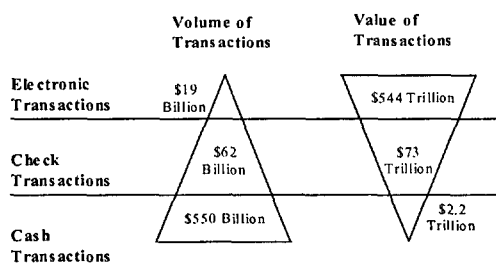 Volume of
Transactions
Value of
Transactions
Electronic
Transactions
$19
Billion
$544 Trillion
Check
Transactions
$62
Billion
$73
Trillion
$550 Billion
$2.2
Trillion
Cash
Transactions